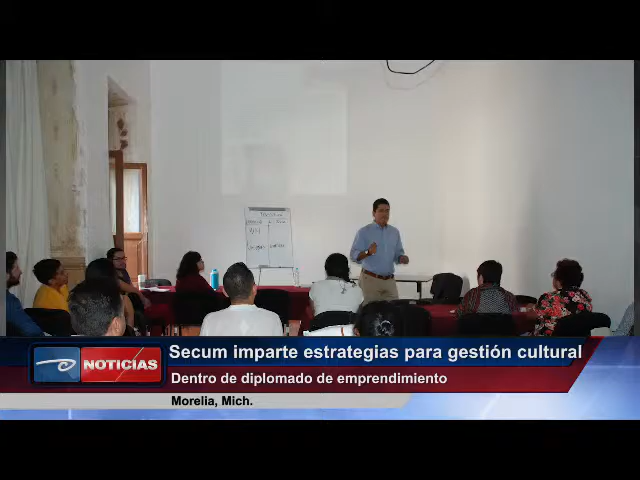 NOTICIAS
Secum imparte estrategias para gestión cultural
Dentro de diplomado de emprendimiento
Morelia, Mich.